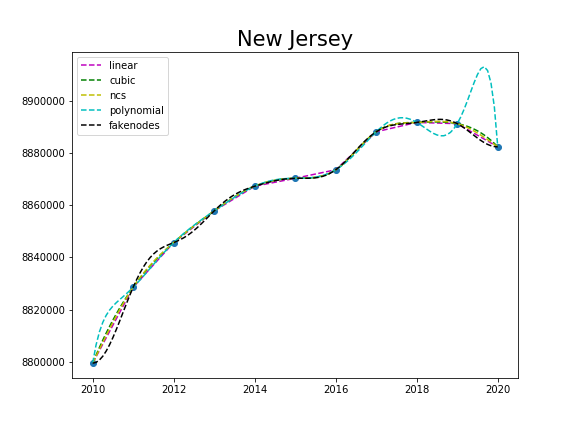 New Jersey
linear
cubic
ncs
polynomial
fakenodes
8900000
8880000
8860000
8840000
8820000
8800000
2010 2012 2014 2016 2018 2020